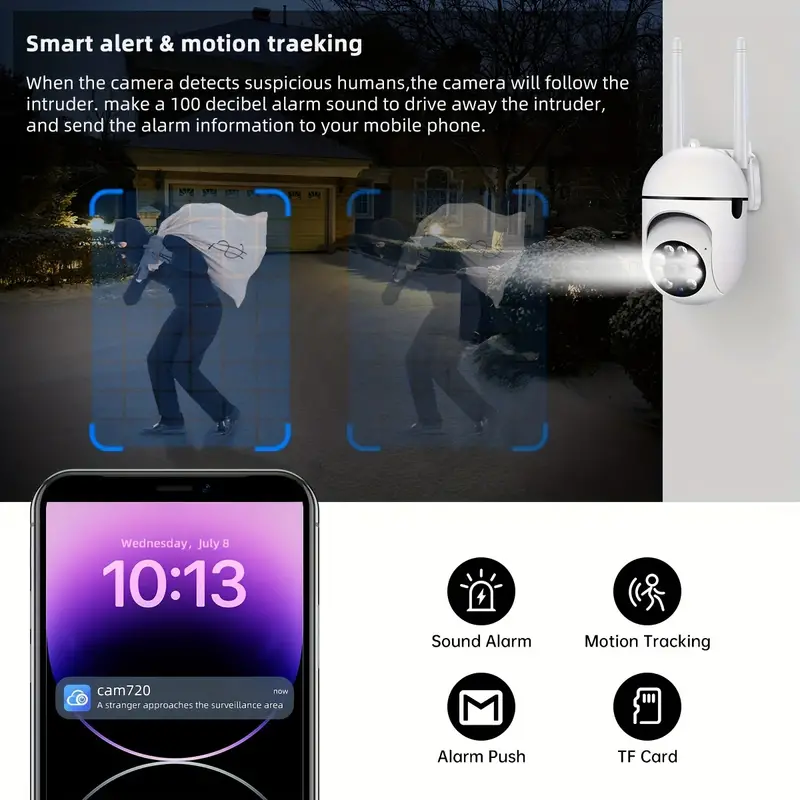 Smart alert & motion traeking
When the camera detects suspicious humans,the camera will follow the
intruder. make a 100 decibel alarm sound to drive away the intruder,
and send the alarm information to your mobile phone.
Wednesday, July 8
10:13
cam720
now
A stranger approaches the surveillance area
Sound Alarm
Motion Tracking
Alarm Push
TF Card